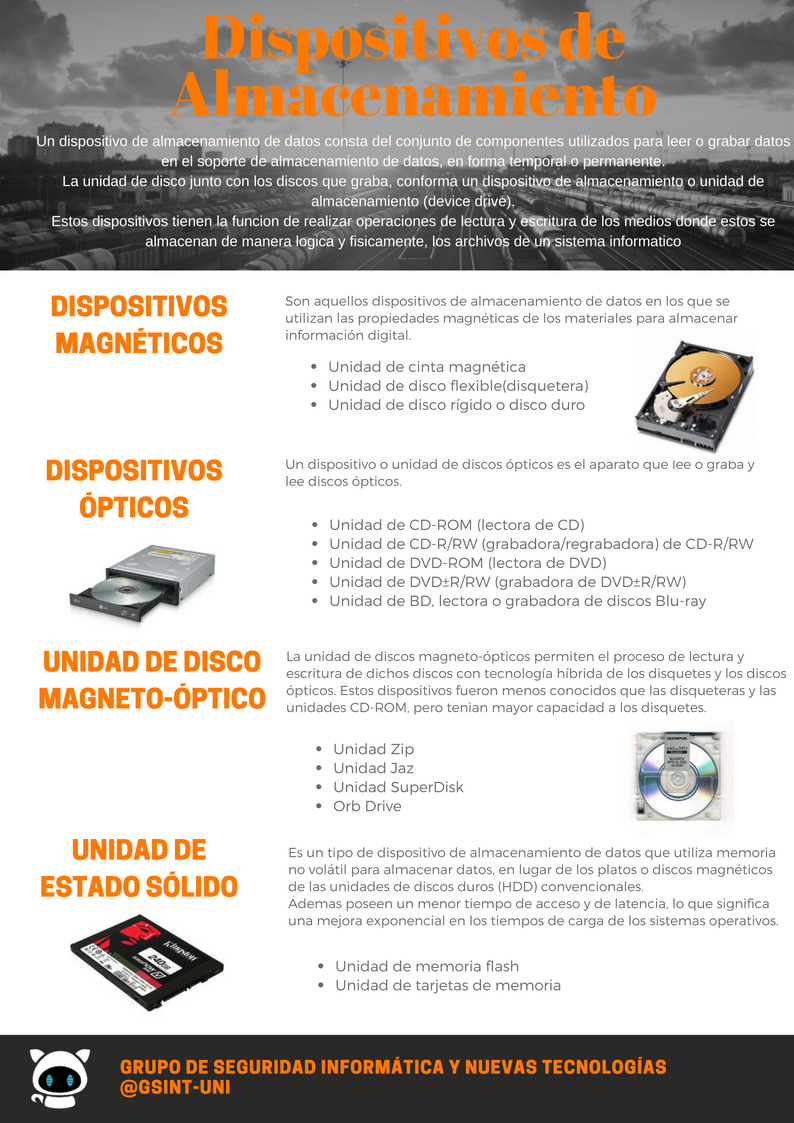 Dispositivos de
Almacenamiento
Un dispositivo de almacenamiento de datos consta del conjunto de componentes utilizados para leer o grabar datos
en el soporte de almacenamiento de datos, en forma temporal o permanente.
La unidad de disco junto con los discos que graba, conforma un dispositivo de almacenamiento o unidad de
almacenamiento (device drive).
Estos dispositivos tienen la funcion de realizar operaciones de lectura y escritura de los medios donde estos se
almacenan de manera logica y fisicamente, los archivos de un sistema informatico
DISPOSITIVOS
MAGNÉTICOS
Son aquellos dispositivos de almacenamiento de datos en los que se
utilizan las propiedades magnéticas de los materiales para almacenar
información digital.
• Unidad de cinta magnética
• Unidad de disco flexible(disquetera)
• Unidad de disco rígido o disco duro
DISPOSITIVOS
ÓPTICOS
Un dispositivo o unidad de discos ópticos es el aparato que lee o graba y
lee discos ópticos.
• Unidad de CD-ROM (lectora de CD)
• Unidad de CD-R/RW (grabadora/regrabadora) de CD-R/RW
• Unidad de DVD-ROM (lectora de DVD)
• Unidad de DVD±R/RW (grabadora de DVD±R/RW)
• Unidad de BD, lectora o grabadora de discos Blu-ray
UNIDAD DE DISCO
MAGNETO-ÓPTICO
La unidad de discos magneto-ópticos permiten el proceso de lectura y
escritura de dichos discos con tecnología híbrida de los disquetes y los discos
ópticos. Estos dispositivos fueron menos conocidos que las disqueteras y las
unidades CD-ROM, pero tenian mayor capacidad a los disquetes.
• Unidad Zip
• Unidad Jaz
• Unidad SuperDisk
• Orb Drive
OLYMPUS
UNIDAD DE
ESTADO SÓLIDO
Es un tipo de dispositivo de almacenamiento de datos que utiliza memoria
no volátil para almacenar datos, en lugar de los platos o discos magnéticos
de las unidades de discos duros (HDD) convencionales.
Ademas poseen un menor tiempo de acceso y de latencia, lo que significa
una mejora exponencial en los tiempos de carga de los sistemas operativos.
Kingston
240GB
• Unidad de memoria flash
• Unidad de tarjetas de memoria
GRUPO DE SEGURIDAD INFORMÁTICA Y NUEVAS TECNOLOGÍAS
@GSINT-UNI